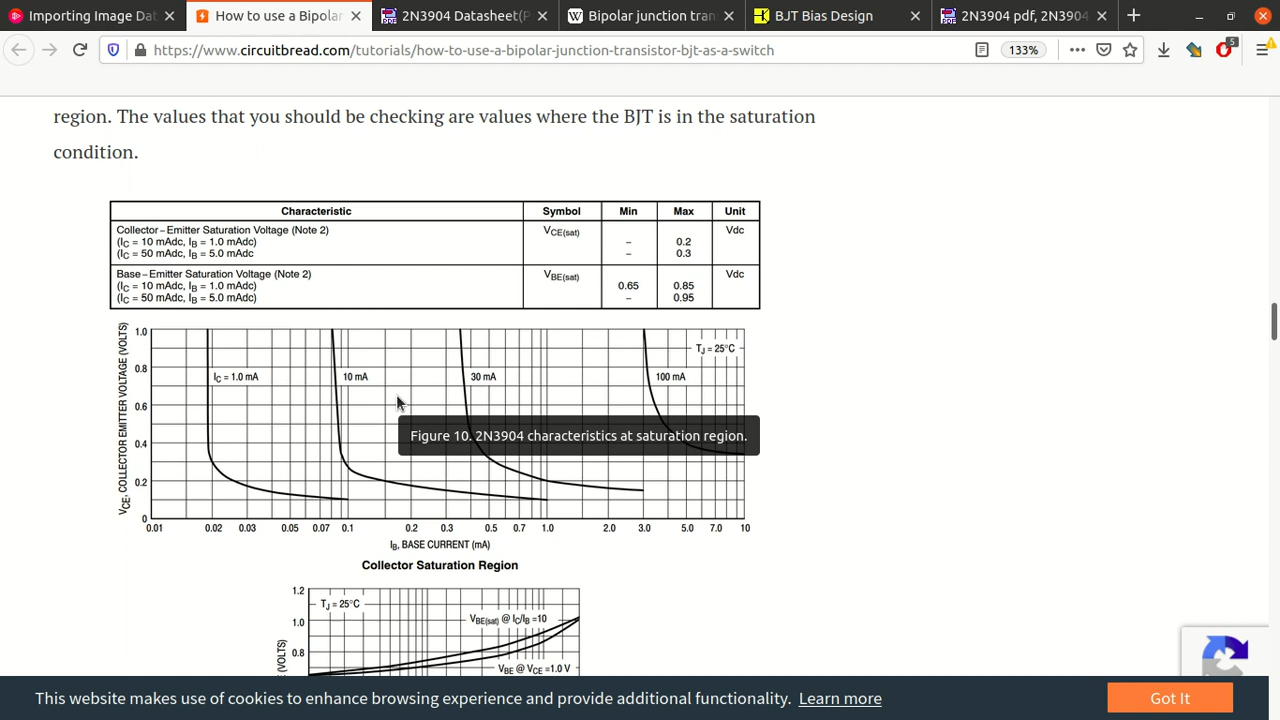 Importing Image Dat
How to use a Bipolar
2N3904 Datasheet(P
Bipolar junction tran
BJT Bias Design
2N3904 pdf, 2N3904
https://www.circuitbread.com/tutorials/how-to-use-a-bipolar-junction-transistor-bjt-as-a-switch
133%
5
region. The values that you should be checking are values where the BJT is in the saturation
condition.
Characteristic Symbol Min Max Unit
Collector–Emitter Saturation Voltage (Note 2) VCE(sat) Vdc
(IC = 10 mAdc, IB = 1.0 mAdc) – 0.2
(IC = 50 mAdc, IB = 5.0 mAdc – 0.3
Base–Emitter Saturation Voltage (Note 2) VBE(sat) Vdc
(IC = 10 mAdc, IB = 1.0 mAdc) 0.65 0.85
(IC = 50 mAdc, IB = 5.0 mAdc) – 0.95
VCE, COLLECTOR EMITTER VOLTAGE (VOLTS)
1.0
0.8
0.6
0.4
0.2
0
TJ = 25°C
IC = 1.0 mA
10 mA
30 mA
100 mA
Figure 10. 2N3904 characteristics at saturation region.
0.01 0.02 0.03 0.05 0.07 0.1 0.2 0.3 0.5 0.7 1.0 2.0 3.0 5.0 7.0 10
IB, BASE CURRENT (mA)
Collector Saturation Region
1.2
1.0
0.8
TJ = 25°C
VBE(sat) @ IC/IB =10
VBE @ VCE =1.0 V
(VOLTS)
This website makes use of cookies to enhance browsing experience and provide additional functionality. Learn more
Got It